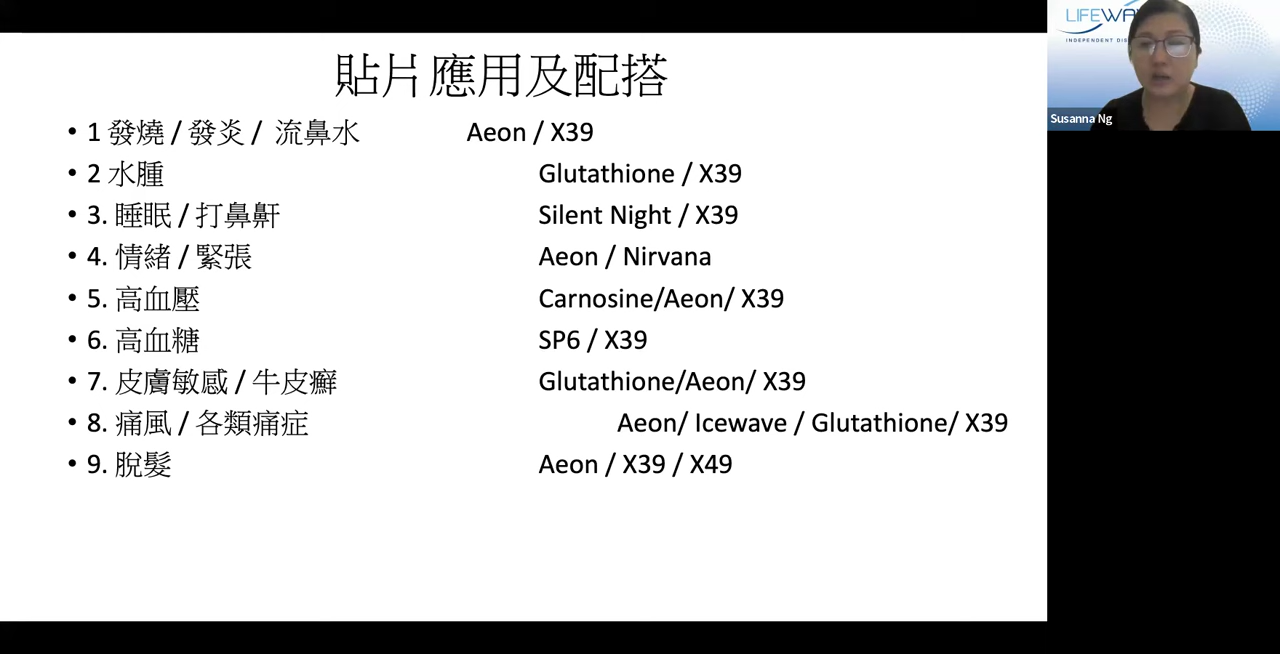 貼片應用及配搭
• 1 發燒 / 發炎 / 流鼻水 Aeon / X39
• 2 水腫 Glutathione / X39
• 3. 睡眠 / 打鼻鼾 Silent Night / X39
• 4. 情緒 / 緊張 Aeon / Nirvana
• 5. 高血壓 Carnosine/Aeon/ X39
• 6. 高血糖 SP6 / X39
• 7. 皮膚敏感 / 牛皮癬 Glutathione/Aeon/ X39
• 8. 痛風 / 各類痛症 Aeon/ Icewave / Glutathione/ X39
• 9. 脫髮 Aeon / X39 / X49
LIFEWA
INDEPENDENT DIS
Susanna Ng